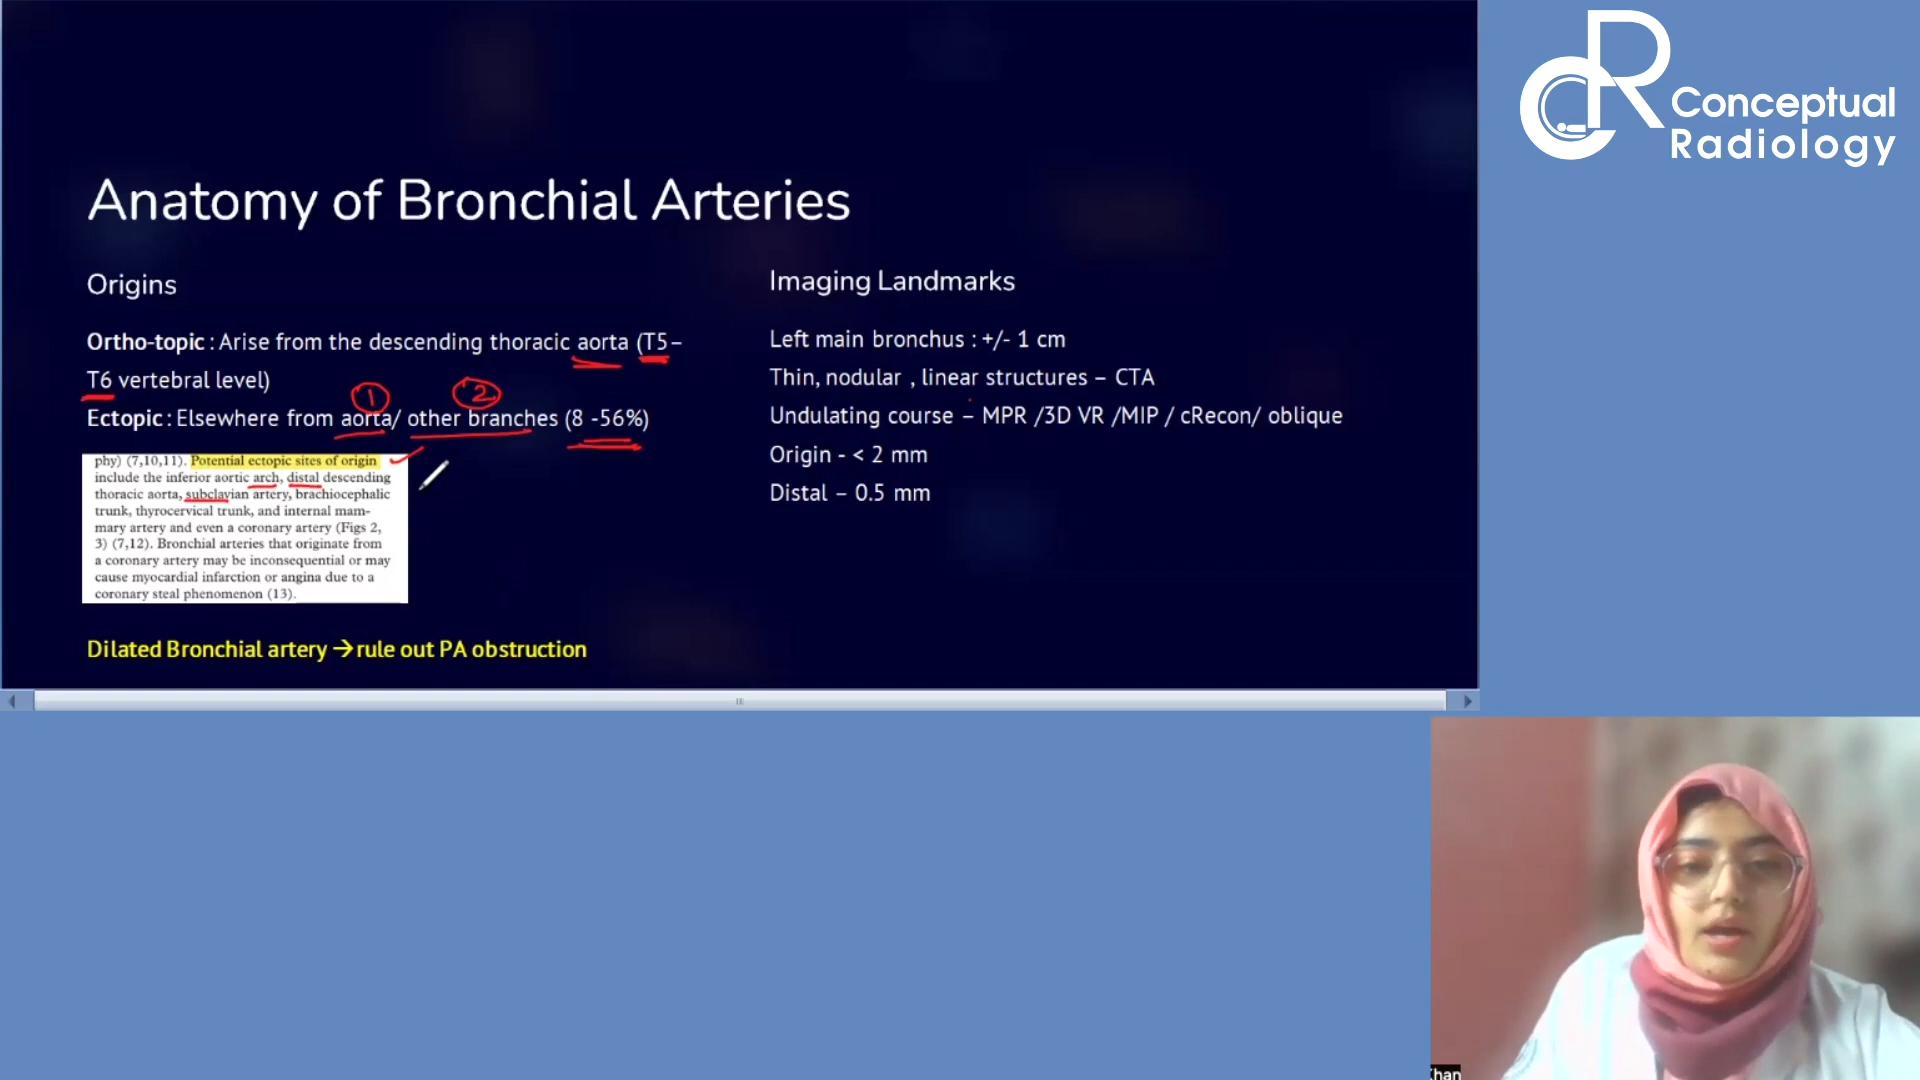 Conceptual
Radiology
Anatomy of Bronchial Arteries
Origins
Ortho-topic : Arise from the descending thoracic aorta (T5–
T6 vertebral level)
1 2
Ectopic : Elsewhere from aorta/ other branches (8 -56%)
phy) (7,10,11). Potential ectopic sites of origin
include the inferior aortic arch, distal descending
thoracic aorta, subclavian artery, brachiocephalic
trunk, thyrocervical trunk, and internal mam-
mary artery and even a coronary artery (Figs 2,
3) (7,12). Bronchial arteries that originate from
a coronary artery may be inconsequential or may
cause myocardial infarction or angina due to a
coronary steal phenomenon (13).
Dilated Bronchial artery → rule out PA obstruction
Imaging Landmarks
Left main bronchus : +/- 1 cm
Thin, nodular , linear structures – CTA
Undulating course – MPR /3D VR /MIP / cRecon/ oblique
Origin - < 2 mm
Distal – 0.5 mm